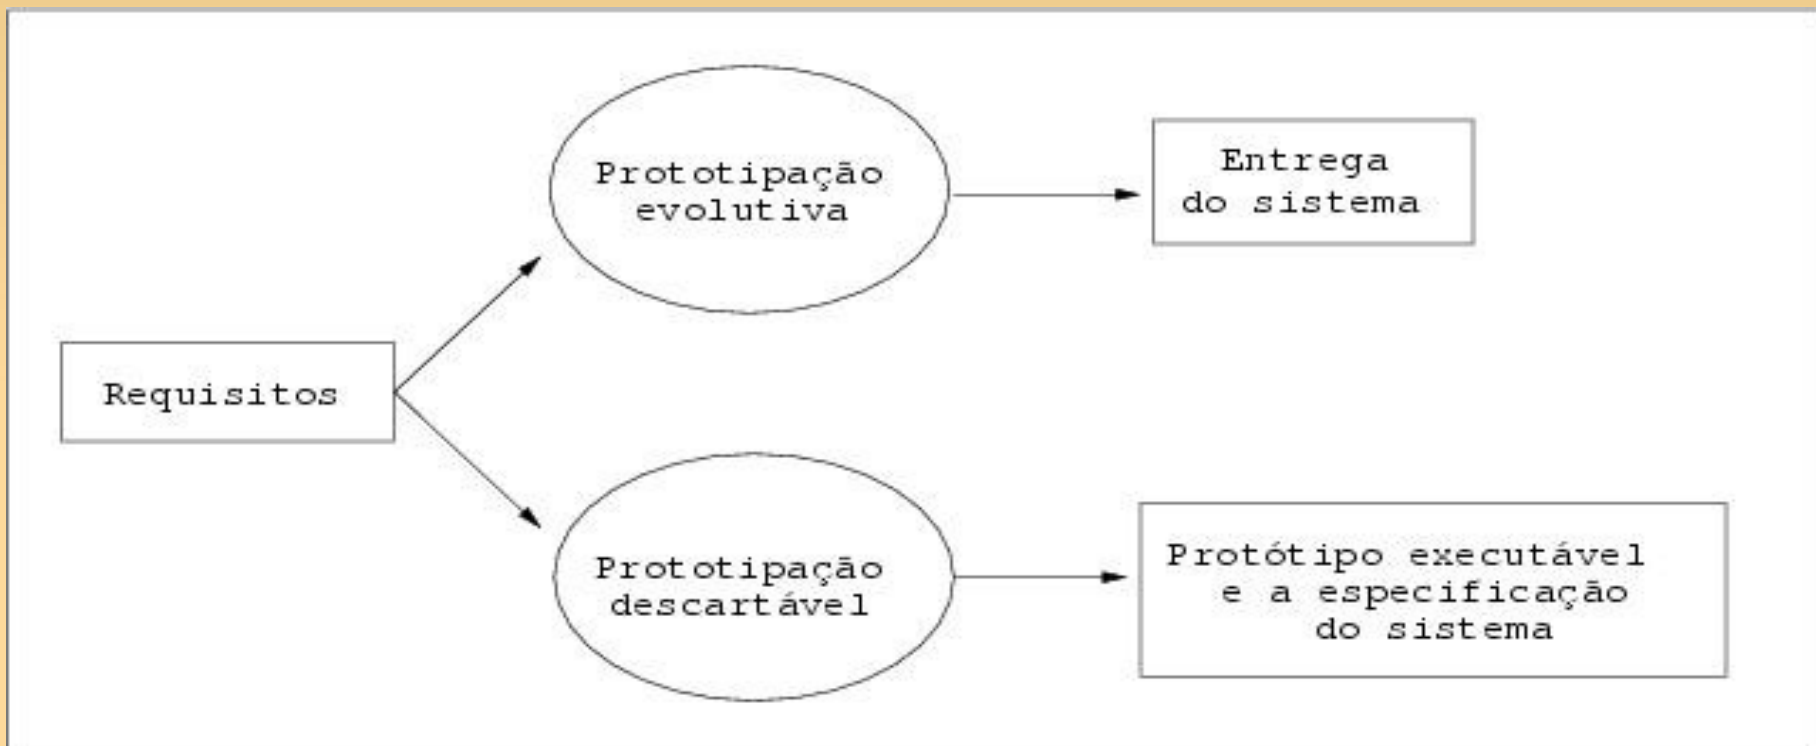 Prototipação
evolutiva
Entrega
do sistema
Requisitos
Prototipação
descartável
Protótipo executável
e a especificação
do sistema